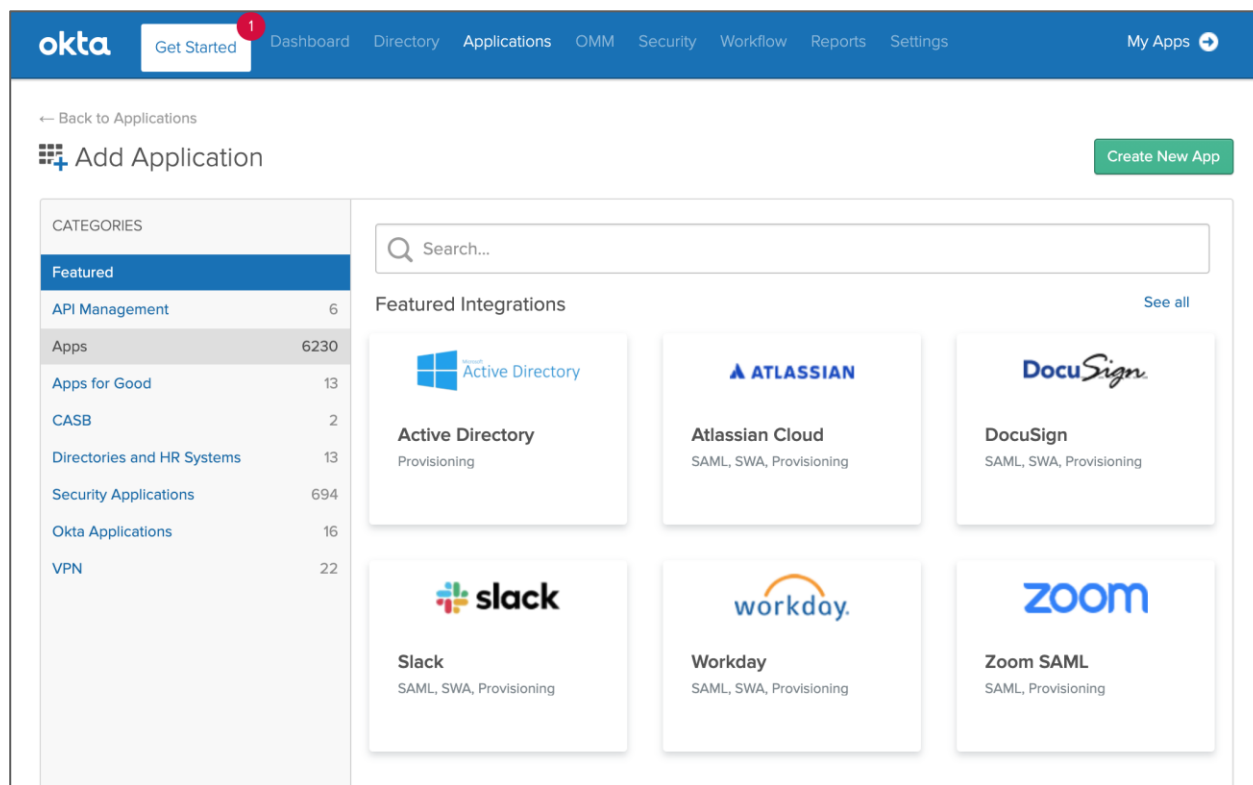 okta
Get Started
1
Dashboard
Directory
Applications
OMM
Security
Workflow
Reports
Settings
My Apps
← Back to Applications
Add Application
Create New App
CATEGORIES
Featured
API Management 6
Apps 6230
Apps for Good 13
CASB 2
Directories and HR Systems 13
Security Applications 694
Okta Applications 16
VPN 22
Search...
Featured Integrations
See all
Microsoft
Active Directory
Active Directory
Provisioning
ATLASSIAN
Atlassian Cloud
SAML, SWA, Provisioning
DocuSign
DocuSign
SAML, SWA, Provisioning
slack
Slack
SAML, SWA, Provisioning
workday.
Workday
SAML, SWA, Provisioning
zoom
Zoom SAML
SAML, Provisioning